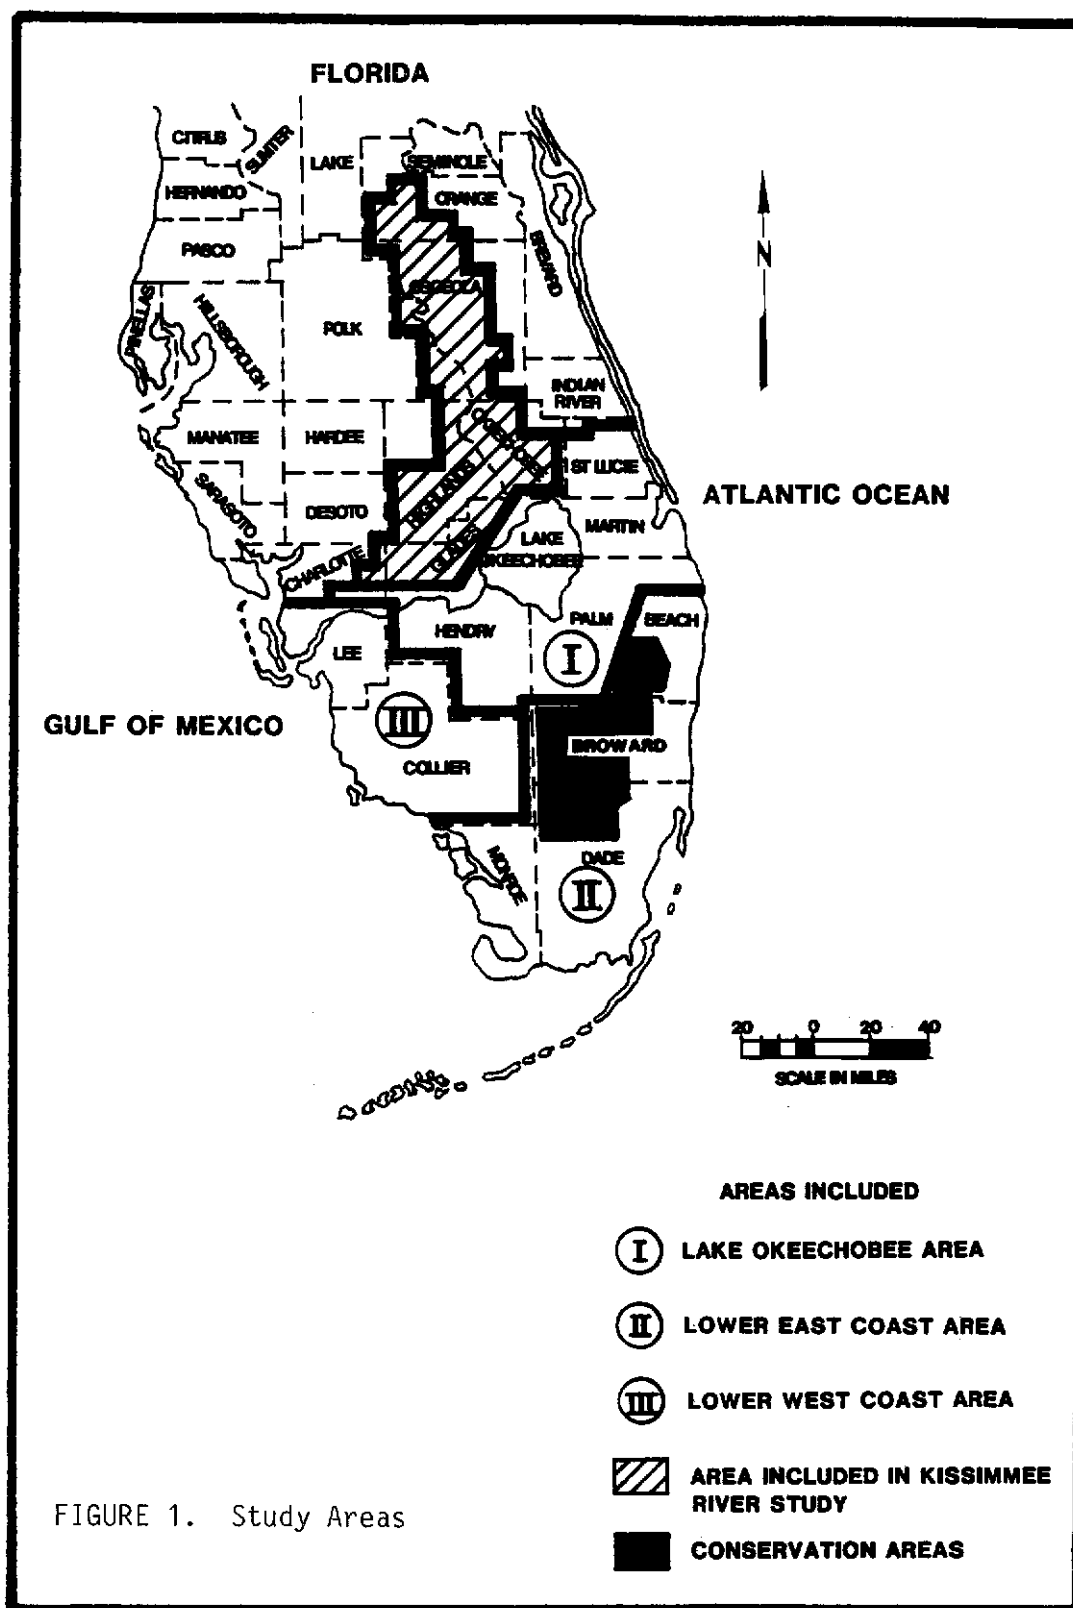 FLORIDA
CITRUS
SUMTER
LAKE
SEMINOLE
HERNANDO
ORANGE
PASCO
BREVARD
N
OSCEOLA
PINELLAS
HILLSBOROUGH
POLK
INDIAN
RIVER
OKEECHOBEE
MANATEE
HARDEE
ST LUCIE
HIGHLANDS
SARASOTO
ATLANTIC OCEAN
DESOTO
MARTIN
LAKE
OKEECHOBEE
GLADES
CHARLOTTE
PALM
BEACH
HENDRY
LEE
I
GULF OF MEXICO
III
BROWARD
COLLIER
MONROE
DADE
II
20 0 20 40
SCALE IN MILES
AREAS INCLUDED
I LAKE OKEECHOBEE AREA
II LOWER EAST COAST AREA
III LOWER WEST COAST AREA
AREA INCLUDED IN KISSIMMEE
RIVER STUDY
FIGURE 1. Study Areas
CONSERVATION AREAS